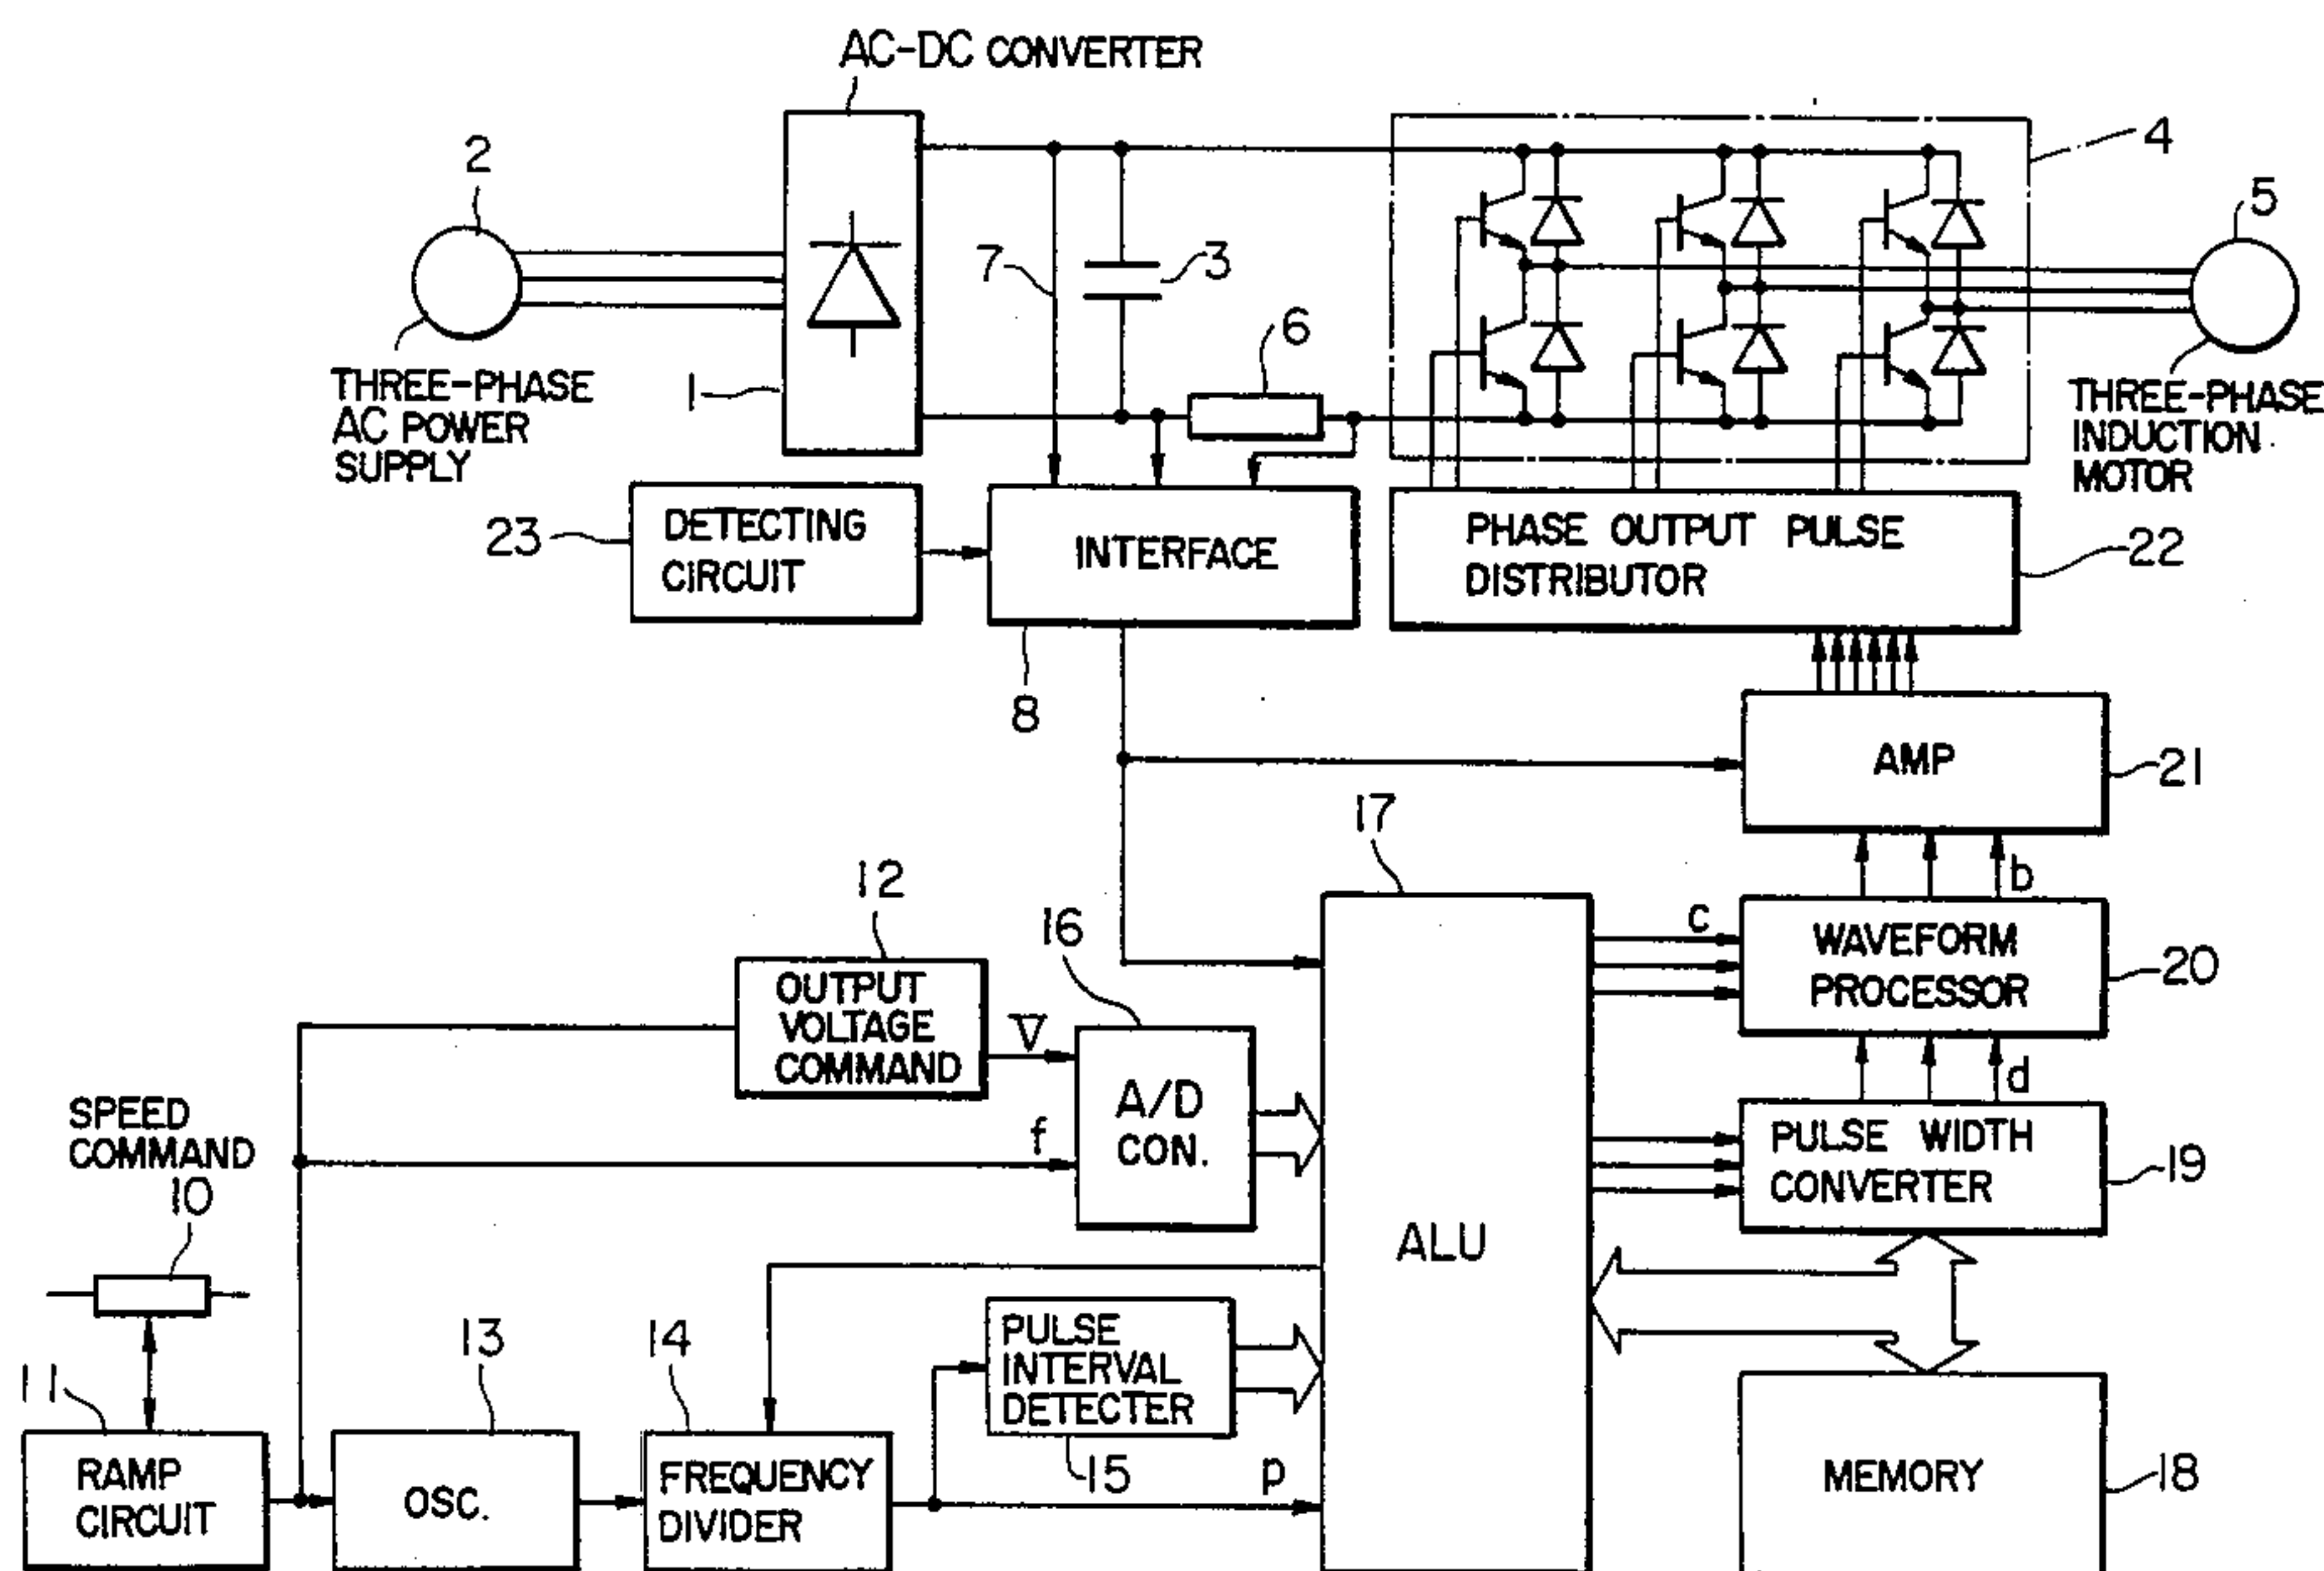 AC-DC CONVERTER
2
4
5
7
3
6
1
THREE-PHASE
AC POWER
SUPPLY
THREE-PHASE
INDUCTION
MOTOR
23
DETECTING
CIRCUIT
INTERFACE
PHASE OUTPUT PULSE
DISTRIBUTOR
22
8
AMP
21
17
12
16
b
c
OUTPUT
VOLTAGE
COMMAND
V
WAVEFORM
PROCESSOR
20
A/D
CON.
d
SPEED
COMMAND
10
f
PULSE WIDTH
CONVERTER
19
ALU
11
13
14
PULSE
INTERVAL
DETECTER
15
p
RAMP
CIRCUIT
OSC.
FREQUENCY
DIVIDER
MEMORY
18